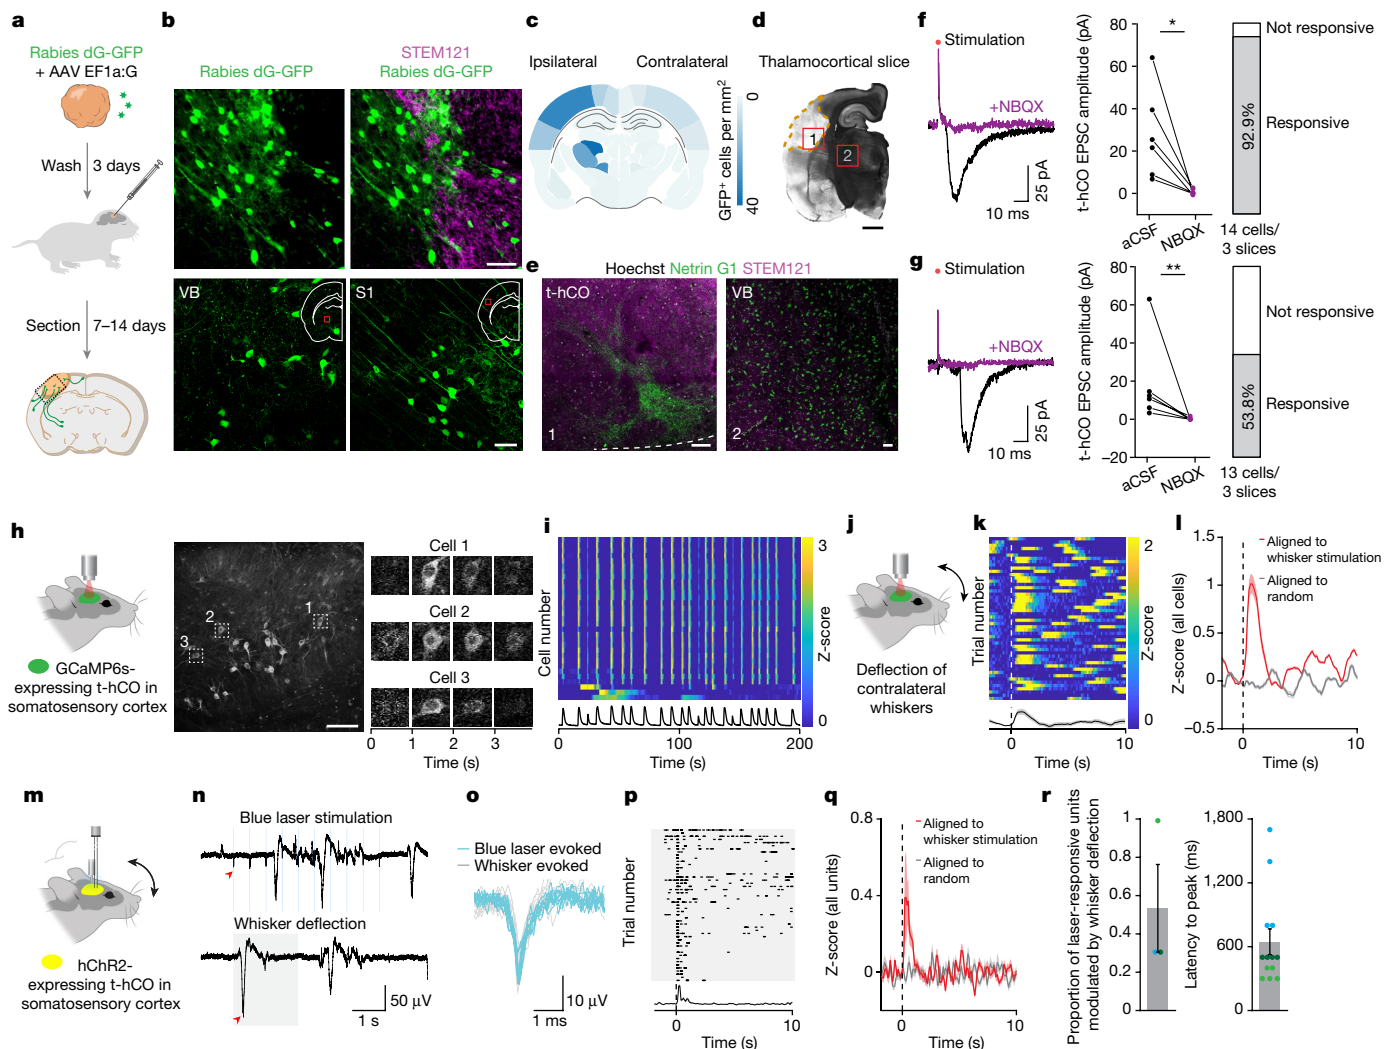 a
Rabies dG-GFP
+ AAV EF1a:G
Wash
3 days
Section
7–14 days
b
Rabies dG-GFP
STEM121
Rabies dG-GFP
VB
S1
c
Ipsilateral
Contralateral
GFP⁺ cells per mm²
0
40
d
Thalamocortical slice
1
2
e
Hoechst Netrin G1 STEM121
t-hCO
1
VB
2
f
Stimulation
+NBQX
25 pA
10 ms
t-hCO EPSC amplitude (pA)
80
60
40
20
0
*
aCSF
NBQX
92.9%
Not responsive
Responsive
14 cells/
3 slices
g
Stimulation
+NBQX
25 pA
10 ms
t-hCO EPSC amplitude (pA)
80
60
40
20
0
–20
**
aCSF
NBQX
53.8%
Not responsive
Responsive
13 cells/
3 slices
h
GCaMP6s-
expressing t-hCO in
somatosensory cortex
1
2
3
Cell 1
Cell 2
Cell 3
0
1
2
3
Time (s)
i
Cell number
3
0
Z-score
0
100
200
Time (s)
j
Deflection of
contralateral
whiskers
k
Trial number
2
0
Z-score
0
10
Time (s)
l
Z-score (all cells)
1.5
1
0.5
0
–0.5
Aligned to
whisker stimulation
Aligned to
random
0
10
Time (s)
m
hChR2-
expressing t-hCO in
somatosensory cortex
n
Blue laser stimulation
Whisker deflection
50 μV
1 s
o
Blue laser evoked
Whisker evoked
10 μV
1 ms
p
Trial number
0
10
Time (s)
q
Z-score (all units)
0.8
0.4
0
Aligned to
whisker stimulation
Aligned to
random
0
10
Time (s)
r
Proportion of laser-responsive units
modulated by whisker deflection
1
0.8
0.6
0.4
0.2
0
Latency to peak (ms)
1,800
1,200
600
0